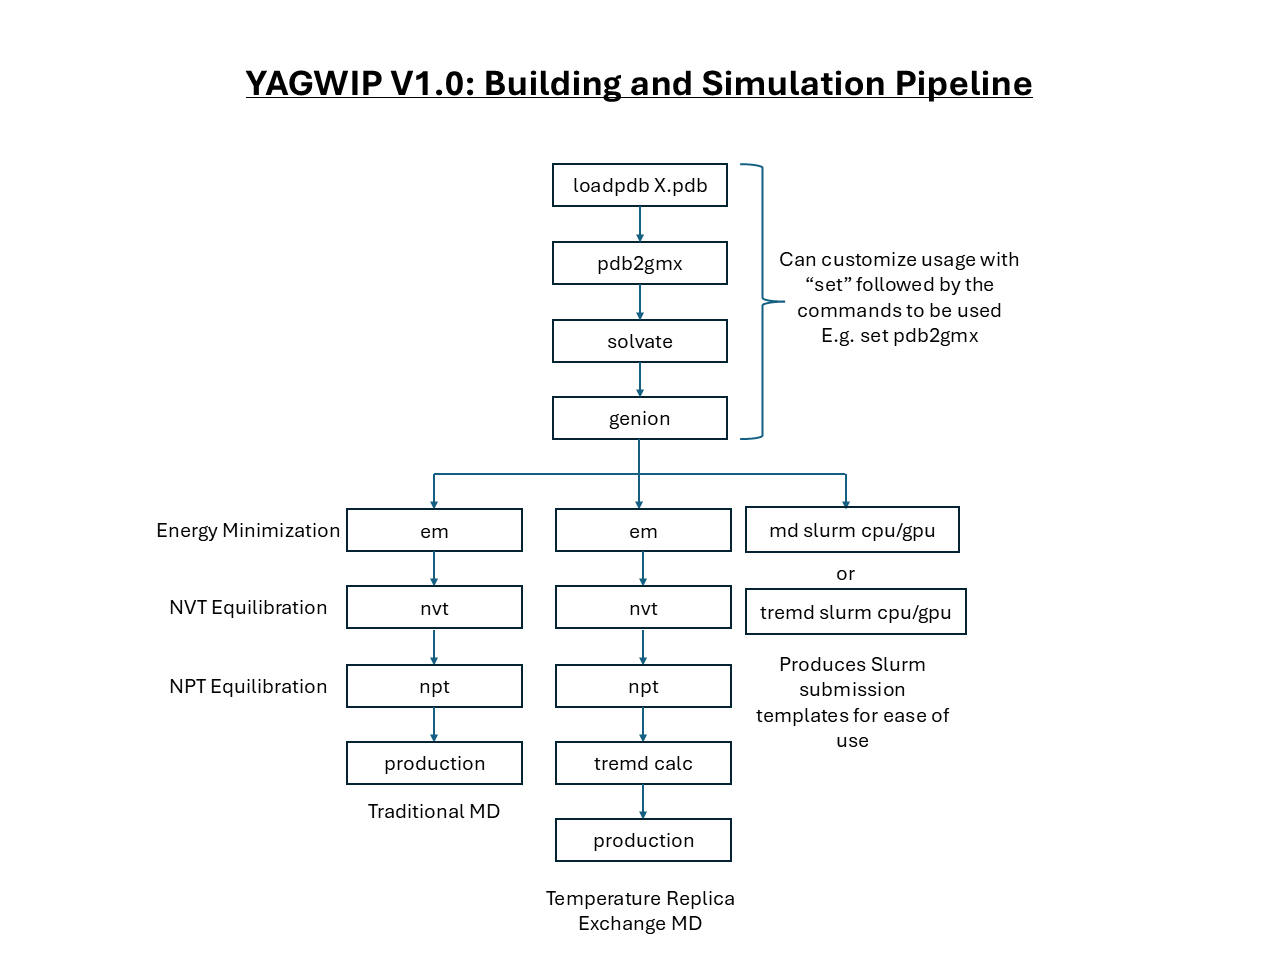 YAGWIP V1.0: Building and Simulation Pipeline
loadpdb X.pdb
pdb2gmx
solvate
genion
Can customize usage with
“set” followed by the
commands to be used
E.g. set pdb2gmx
Energy Minimization
em
em
md slurm cpu/gpu
or
NVT Equilibration
nvt
nvt
tremd slurm cpu/gpu
NPT Equilibration
npt
npt
Produces Slurm
submission
templates for ease of
use
production
tremd calc
Traditional MD
production
Temperature Replica
Exchange MD